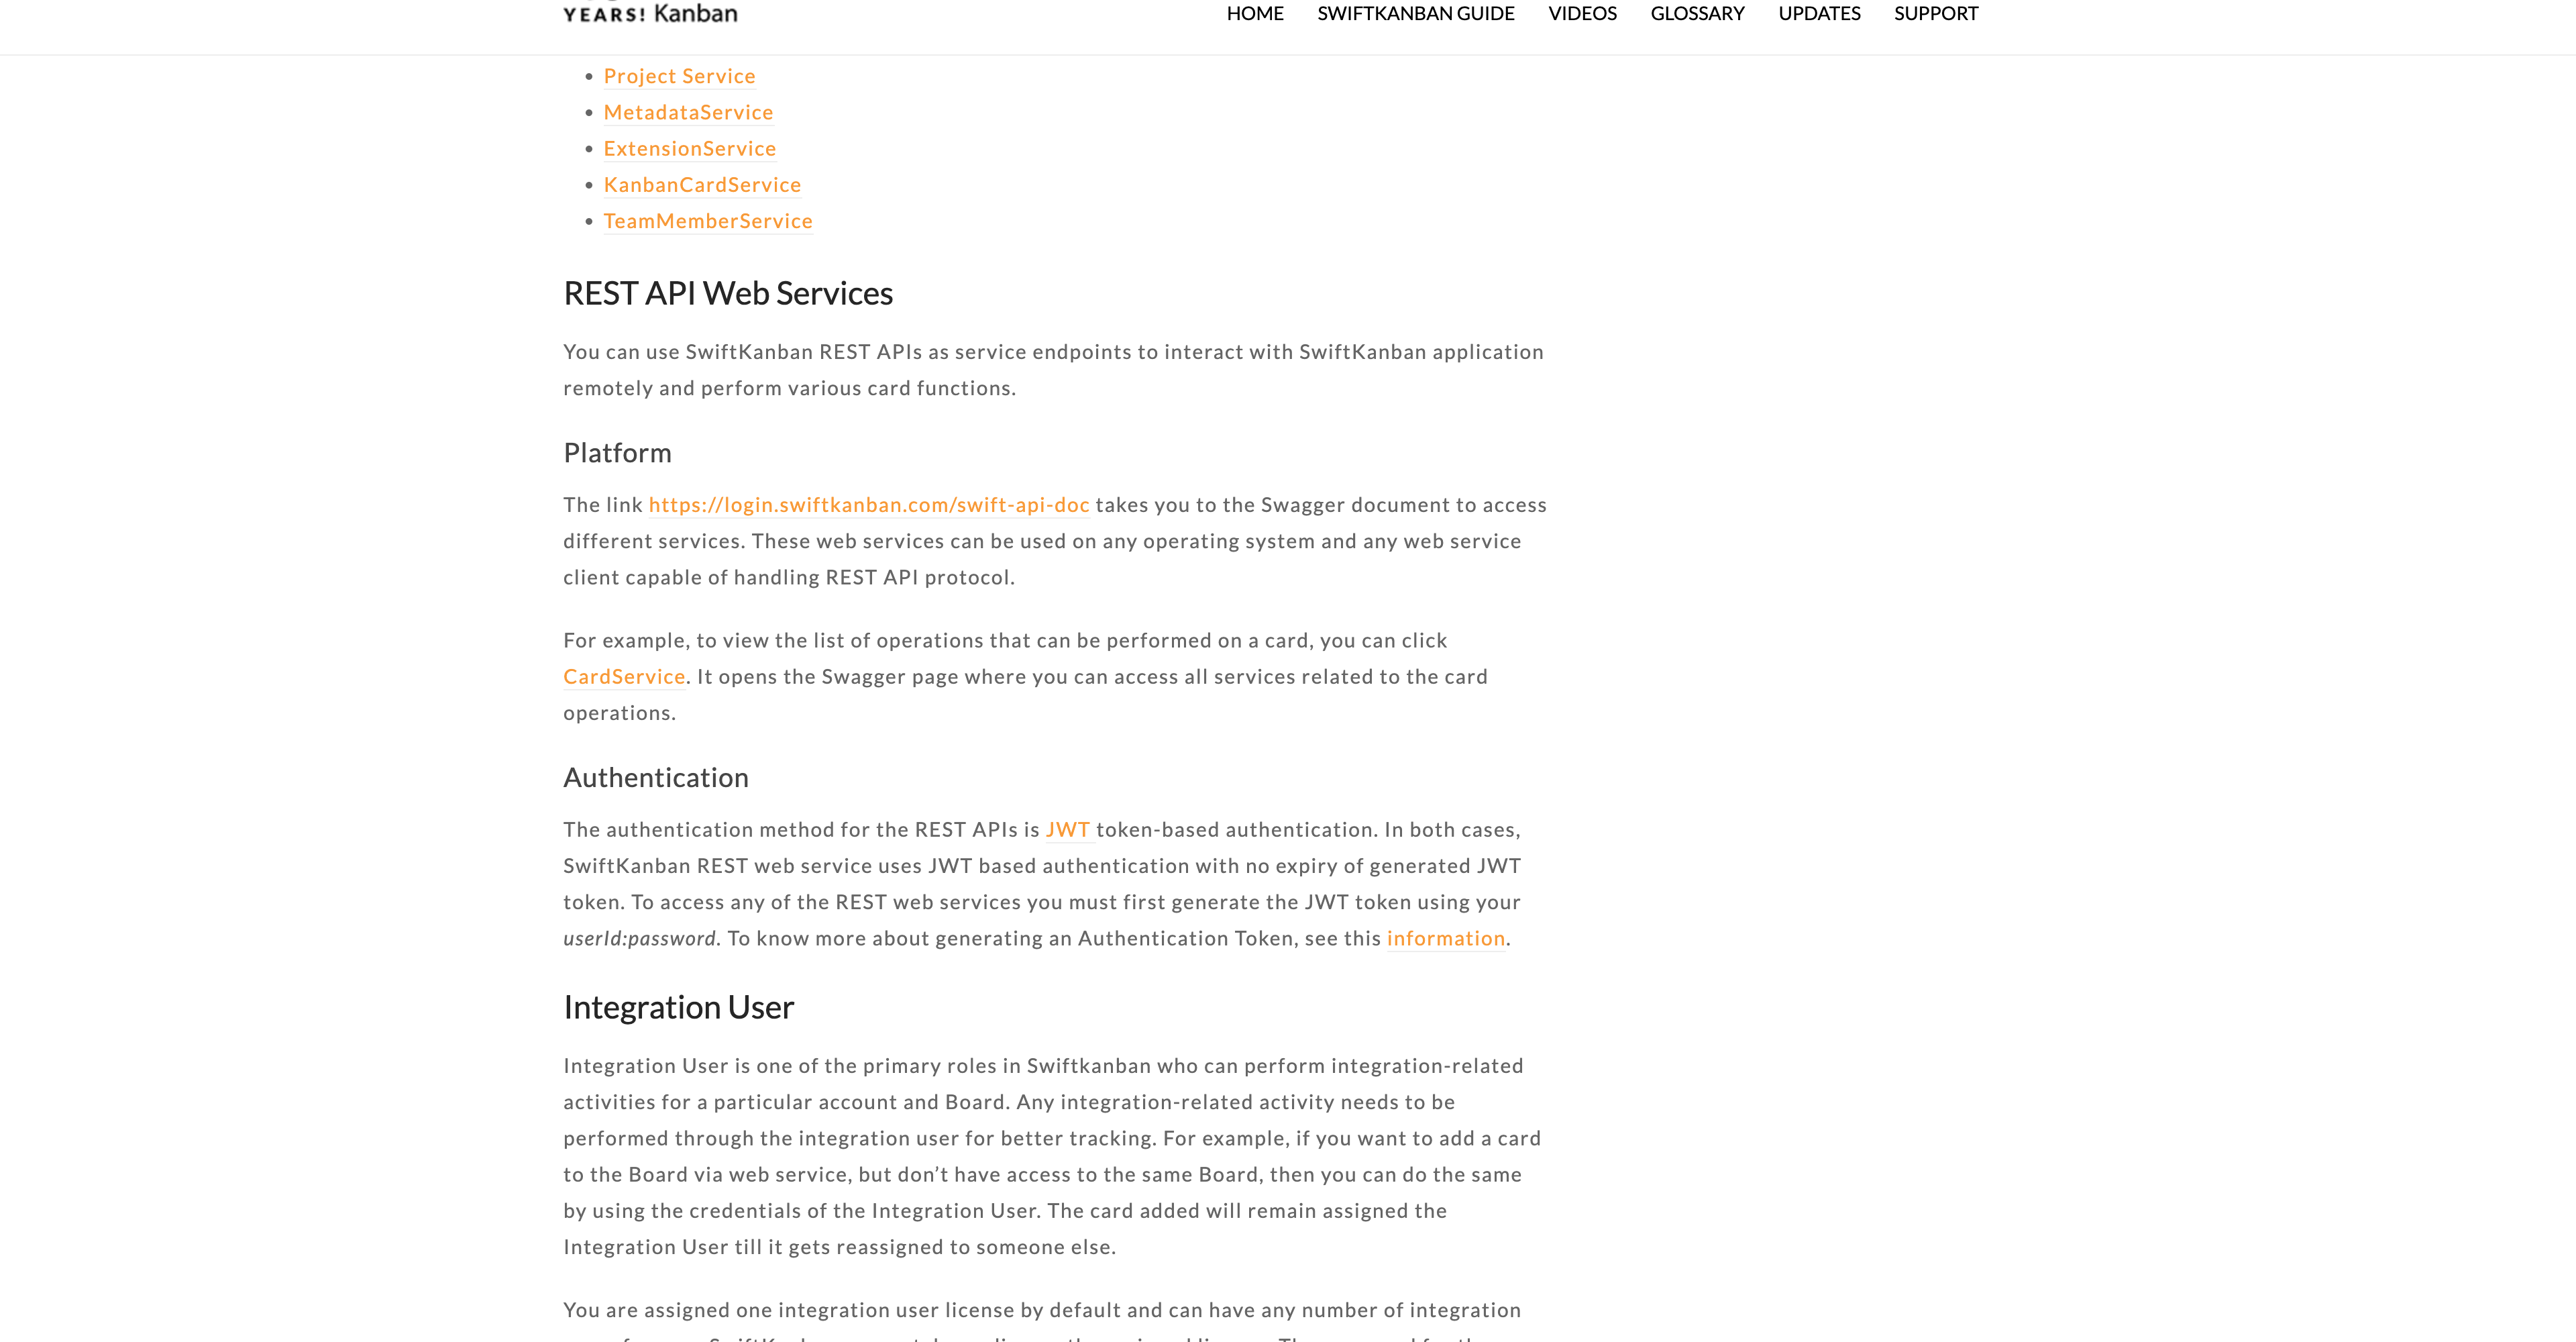 YEARS! Kanban
HOME SWIFTKANBAN GUIDE VIDEOS GLOSSARY UPDATES SUPPORT
• Project Service
• MetadataService
• ExtensionService
• KanbanCardService
• TeamMemberService
REST API Web Services
You can use SwiftKanban REST APIs as service endpoints to interact with SwiftKanban application
remotely and perform various card functions.
Platform
The link https://login.swiftkanban.com/swift-api-doc takes you to the Swagger document to access
different services. These web services can be used on any operating system and any web service
client capable of handling REST API protocol.
For example, to view the list of operations that can be performed on a card, you can click
CardService. It opens the Swagger page where you can access all services related to the card
operations.
Authentication
The authentication method for the REST APIs is JWT token-based authentication. In both cases,
SwiftKanban REST web service uses JWT based authentication with no expiry of generated JWT
token. To access any of the REST web services you must first generate the JWT token using your
userId:password. To know more about generating an Authentication Token, see this information.
Integration User
Integration User is one of the primary roles in Swiftkanban who can perform integration-related
activities for a particular account and Board. Any integration-related activity needs to be
performed through the integration user for better tracking. For example, if you want to add a card
to the Board via web service, but don’t have access to the same Board, then you can do the same
by using the credentials of the Integration User. The card added will remain assigned the
Integration User till it gets reassigned to someone else.
You are assigned one integration user license by default and can have any number of integration